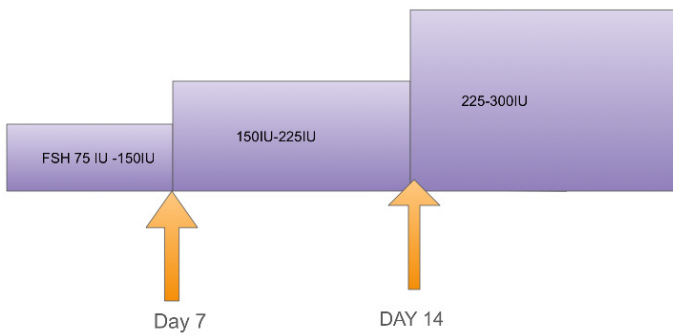 FSH 75 IU -150IU
150IU-225IU
225-300IU
Day 7
DAY 14